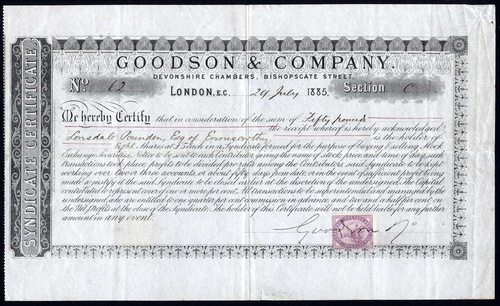 SYNDICATE CERTIFICATE.
GOODSON & COMPANY.
DEVONSHIRE CHAMBERS, BISHOPSGATE STREET,
No 62 LONDON, E.C. 29 July 1885. Section C
We hereby Certify that in consideration of the sum of Fifty pounds
the receipt whereof is hereby acknowledged
Lonsdale Pounden Esq of Enniscorthy is the holder of
Eight Shares of £ each in a Syndicate formed for the purpose of buying & selling Stock
Exchange Securities. Notice to be sent to each Contributor giving the name of stock, price and time of day such
transactions take place, profits to be divided pro rata among the Contributors, said Syndicate to be kept
working over two or three accounts, or about fifty days from date, or in the event of sufficient profit being
made to justify it the said Syndicate to be closed earlier at the discretion of the undersigned. The Capital
contributed to represent cover of one per cent. All transactions to be superintended and managed by the
undersigned, who are entitled to one quarter per cent commission in advance, and two and a half per cent on
the Net profits at the close of the Syndicate. The holder of this Certificate will not be held liable for any further
amount in any event.
Goodson & Co